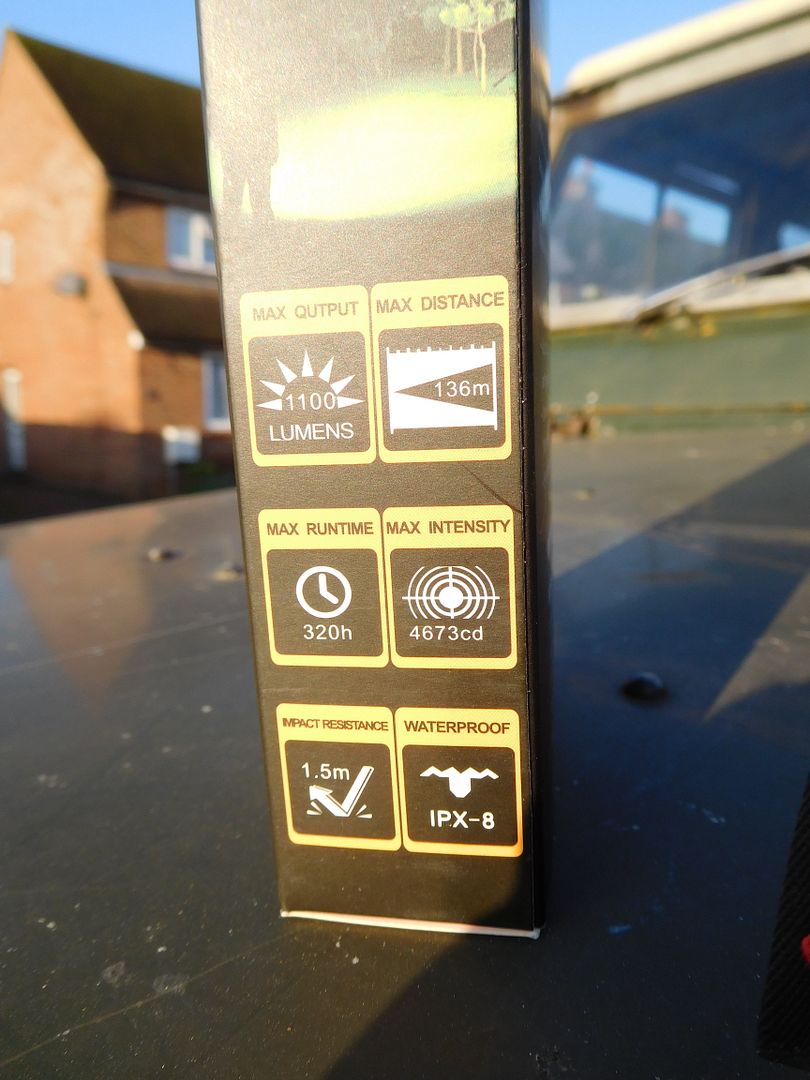 MAX QUTPUT
1100
LUMENS
MAX DISTANCE
136m
MAX RUNTIME
320h
MAX INTENSITY
4673cd
IMPACT RESISTANCE
1.5m
WATERPROOF
IPX-8